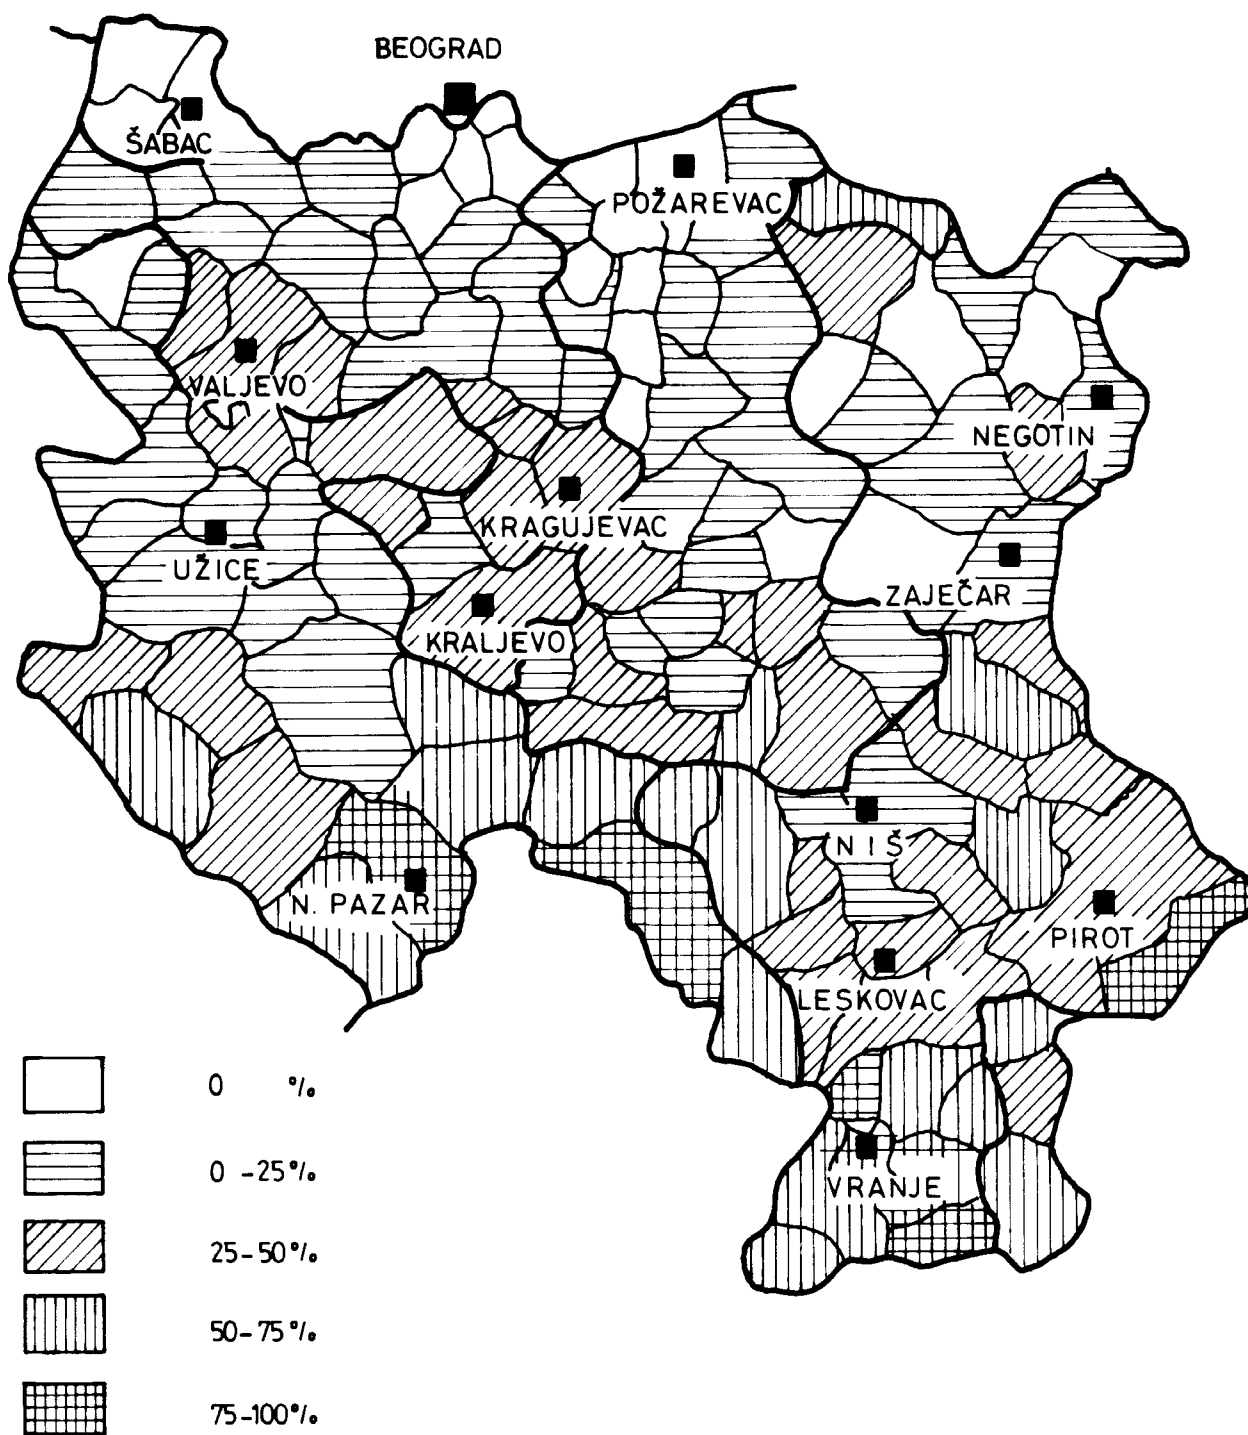 BEOGRAD
ŠABAC
POŽAREVAC
VALJEVO
NEGOTIN
KRAGUJEVAC
UŽICE
ZAJEČAR
KRALJEVO
NIŠ
N. PAZAR
PIROT
LESKOVAC
VRANJE
0 %
0-25%
25-50%
50-75%
75-100%